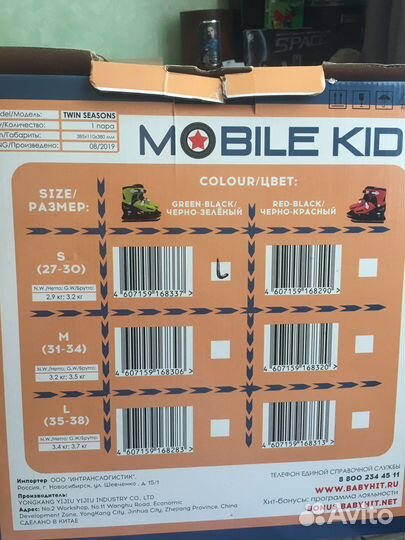 SPACE
del/Модель: TWIN SEASONS
/Количество: 1 пара
m/Габариты: 385x110x380 мм
NG/Произведено: 08/2019
MOBILE KID
SIZE/
РАЗМЕР:
COLOUR/ЦВЕТ:
GREEN-BLACK/
ЧЕРНО-ЗЕЛЁНЫЙ
RED-BLACK/
ЧЕРНО-КРАСНЫЙ
S
(27-30)
N.W./Нетто; G.W/Брутто:
2.9 кг; 3.2 кг
4 607159 168337
4 607159 168290
M
(31-34)
N.W./Нетто; G.W/Брутто:
3.2 кг; 3.5 кг
4 607159 168306
4 607159 168320
L
(35-38)
N.W./Нетто; G.W/Брутто:
3.4 кг; 3.7 кг
4 607159 168283
4 607159 168313
Импортер ООО "ИНТРАНСЛОГИСТИК".
Россия, г. Новосибирск, ул. Шевченко, д. 15/1
Производитель:
YONGKANG YIJIU YIJIU INDUSTRY CO., LTD
Адрес: No.2 Workshop, No.11 Wanghu Road, Economic
Development Zone, YongKang City, Jinhua City, Zhejiang Province, China
СДЕЛАНО В КИТАЕ
ТЕЛЕФОН ЕДИНОЙ СПРАВОЧНОЙ СЛУЖБЫ
8 800 234 45 11
WWW.BABYHIT.RU
Хит-бонусы: программа лояльности
BONUS.BABYHIT.NET
Avito